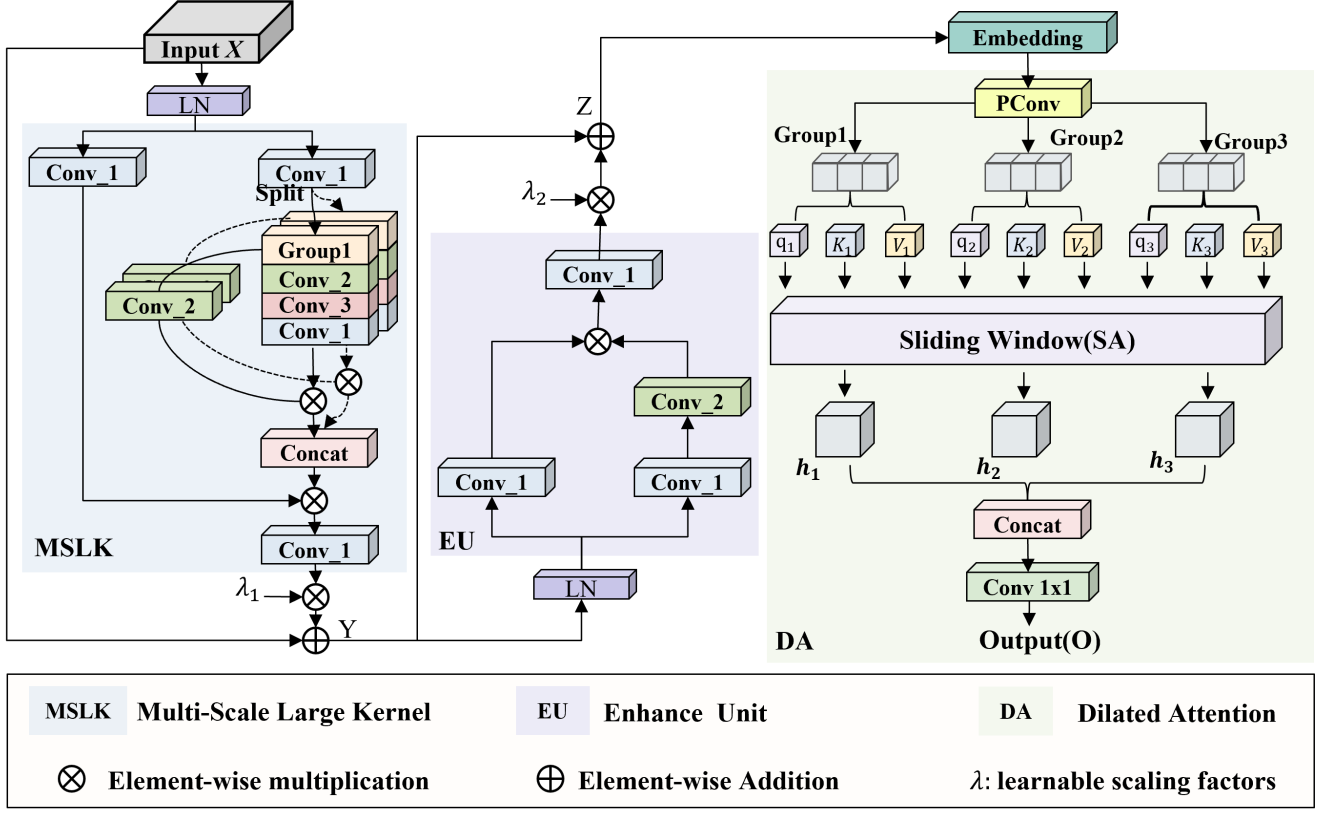 Input X
LN
Conv_1
Conv_1
Split
Group1
Conv_2
Conv_3
Conv_1
Conv_2
Concat
Conv_1
MSLK
λ1
Y
Z
λ2
Conv_1
Conv_2
Conv_1
Conv_1
EU
LN
Embedding
PConv
Group1
Group2
Group3
q1
K1
V1
q2
K2
V2
q3
K3
V3
Sliding Window(SA)
h1
h2
h3
Concat
Conv 1x1
Output(O)
DA
MSLK Multi-Scale Large Kernel
EU Enhance Unit
DA Dilated Attention
Element-wise multiplication
Element-wise Addition
λ: learnable scaling factors